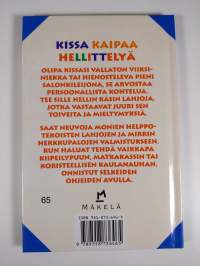 KISSA KAIPAA
HELLITTELYÄ
OLIPA KISSASI VALLATON VIIKSI-
NIEKKA TAI HIENOSTELEVA PIENI
SALONKILEIJONA, SE ARVOSTAA
PERSOONALLISTA KOHTELUA.
TEE SILLE HELLIN KÄSIN LAHJOJA,
JOTKA VASTAAVAT JUURI SEN
TOIVEITA JA MIELTYMYKSIÄ.
SAAT NEUVOJA MONIEN HELPPO-
TEKOISTEN LAHJOJEN JA MIRRIN
HERKKUPALOJEN VALMISTUKSEEN.
KUN HALUAT TEHDÄ VAIKKAPA
KIIPEILYPUUN, MATKAKASSIN TAI
KORISTEELLISEN KAULANAUHAN,
ONNISTUT SELKEIDEN
OHJEIDEN AVULLA.
65
MÄKELÄ